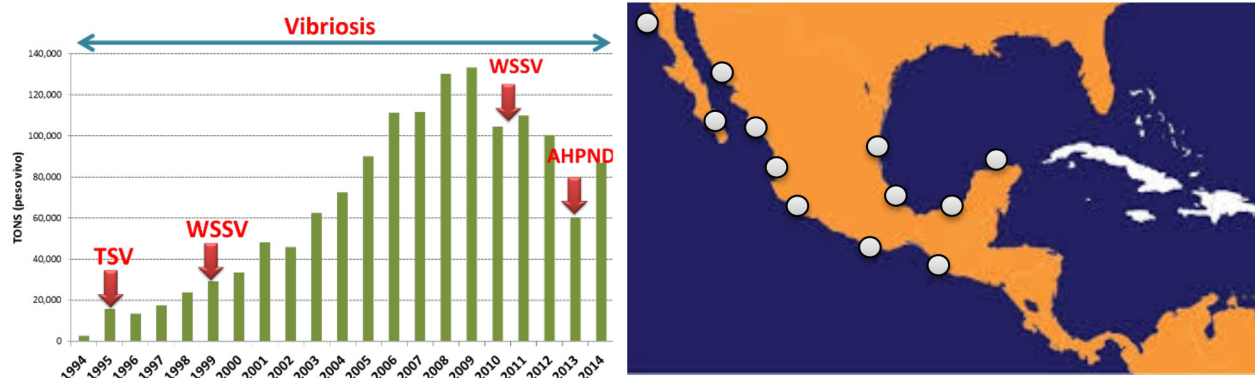 Vibriosis
140,000
WSSV
120,000
100,000
AHPND
80,000
WSSV
60,000
TSV
40,000
20,000
0
TONS (peso vivo)
1994 1995 1996 1997 1998 1999 2000 2001 2002 2003 2004 2005 2006 2007 2008 2009 2010 2011 2012 2013 2014